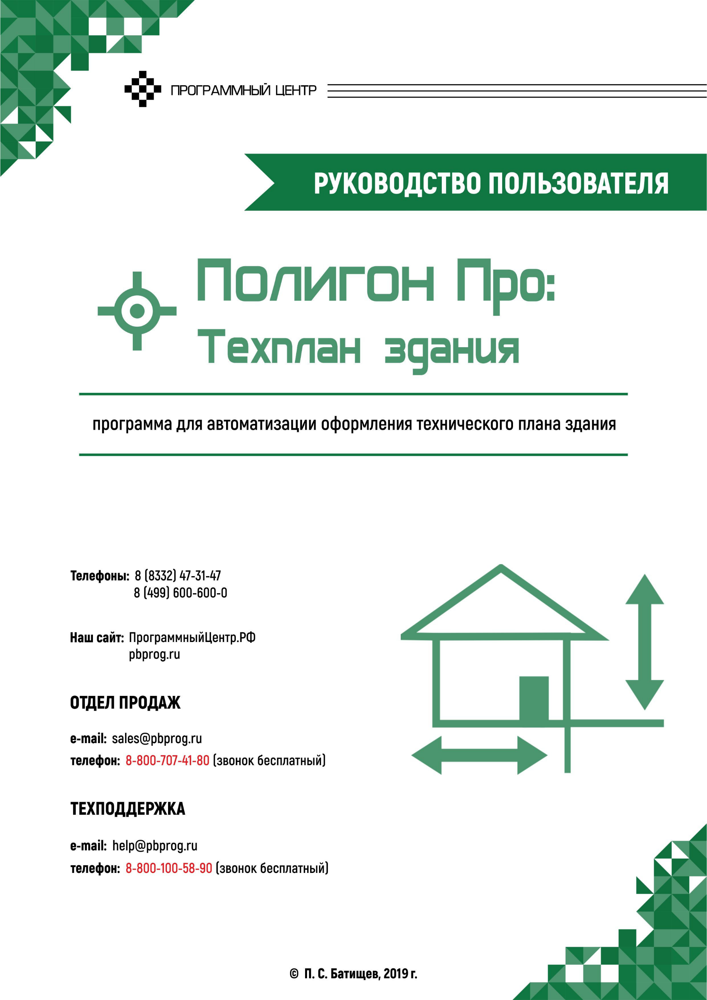 ПРОГРАММНЫЙ ЦЕНТР
РУКОВОДСТВО ПОЛЬЗОВАТЕЛЯ
Полигон Про:
Техплан здания
программа для автоматизации оформления технического плана здания
Телефоны: 8 (8332) 47-31-47
8 (499) 600-600-0
Наш сайт: ПрограммныйЦентр.РФ
pbprog.ru
ОТДЕЛ ПРОДАЖ
e-mail: sales@pbprog.ru
телефон: 8-800-707-41-80 (звонок бесплатный)
ТЕХПОДДЕРЖКА
e-mail: help@pbprog.ru
телефон: 8-800-100-58-90 (звонок бесплатный)
© П. С. Батищев, 2019 г.